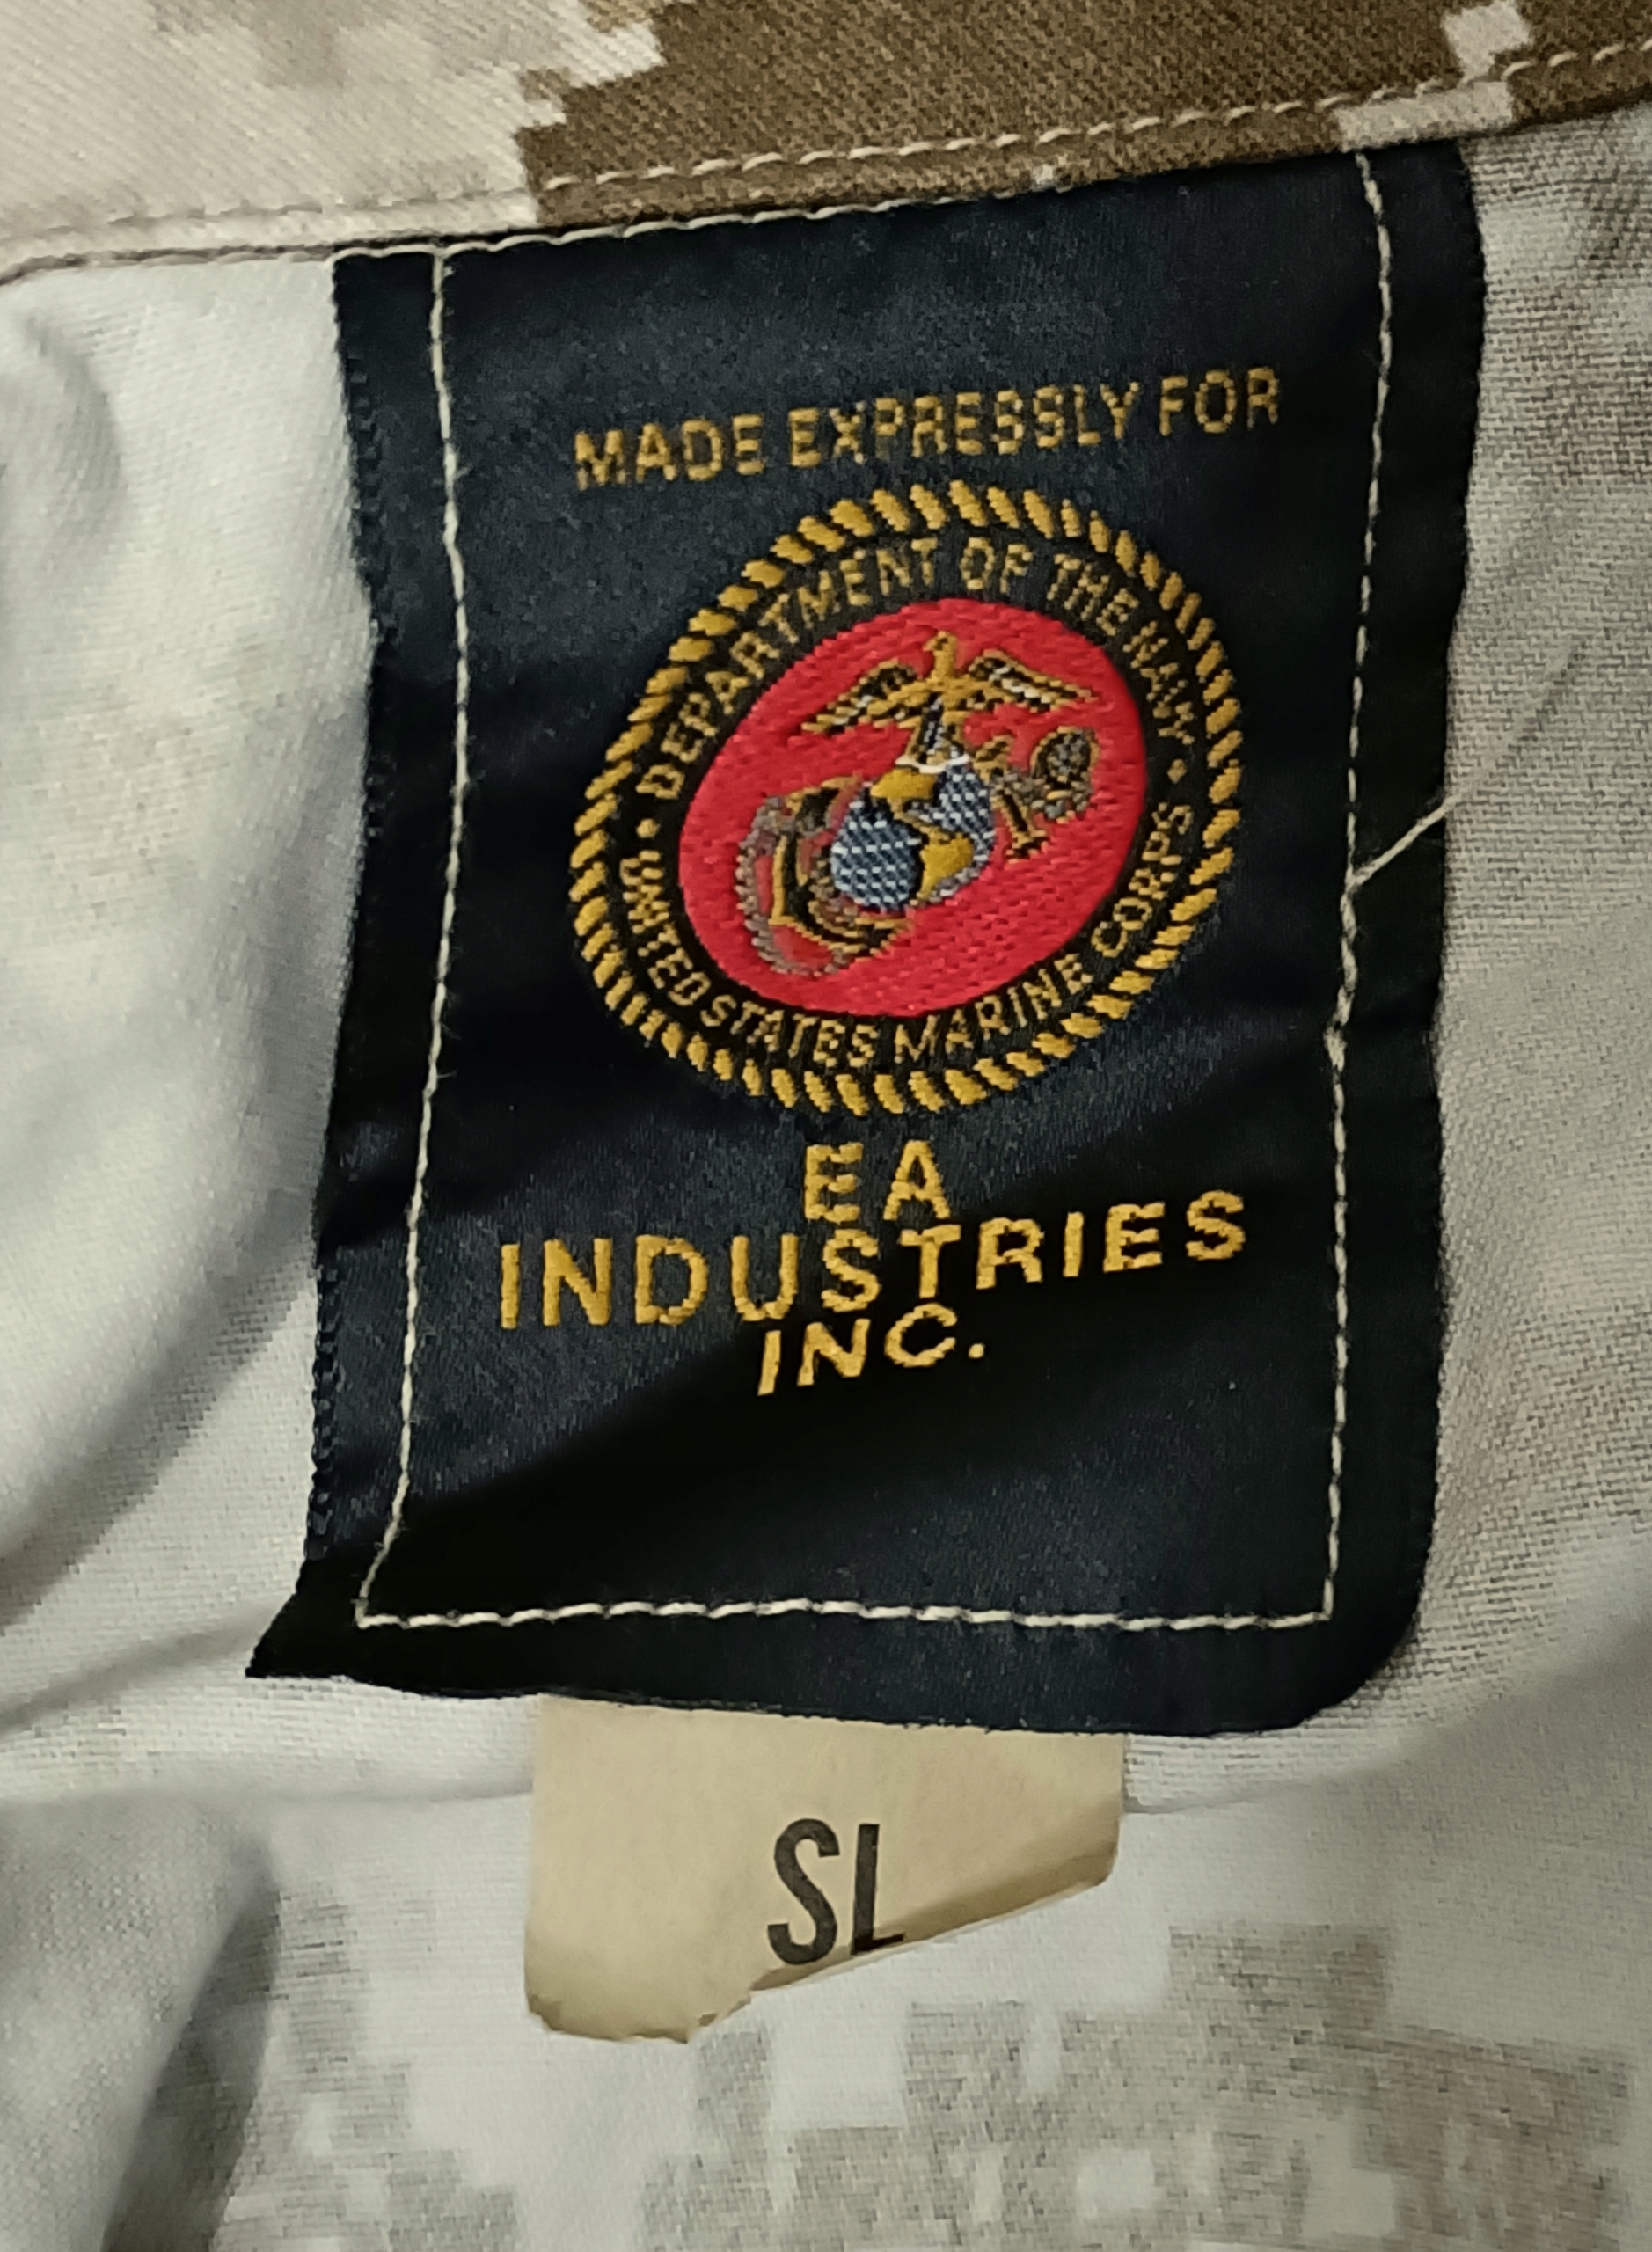 MADE EXPRESSLY FOR
• DEPARTMENT OF THE NAVY •
UNITED STATES MARINE CORPS
EA
INDUSTRIES
INC.
SL